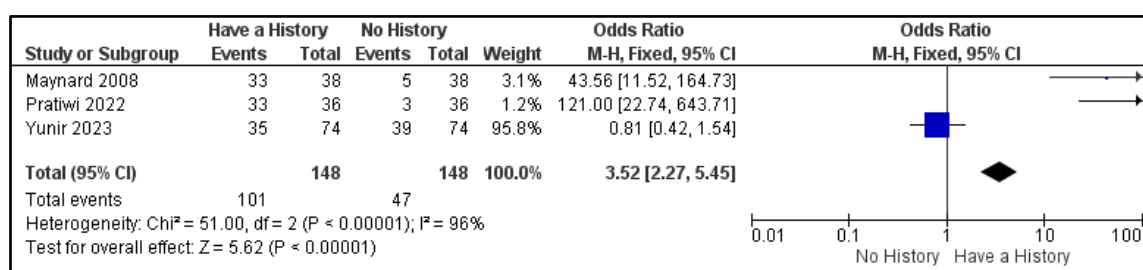 Have a History No History Odds Ratio Odds Ratio
Study or Subgroup Events Total Events Total Weight M-H, Fixed, 95% CI M-H, Fixed, 95% CI
Maynard 2008 33 38 5 38 3.1% 43.56 [11.52, 164.73]
Pratiwi 2022 33 36 3 36 1.2% 121.00 [22.74, 643.71]
Yunir 2023 35 74 39 74 95.8% 0.81 [0.42, 1.54]
Total (95% CI) 148 148 100.0% 3.52 [2.27, 5.45]
Total events 101 47
Heterogeneity: Chi² = 51.00, df = 2 (P < 0.00001); I² = 96%
Test for overall effect: Z = 5.62 (P < 0.00001)
0.01 0.1 1 10 100
No History Have a History